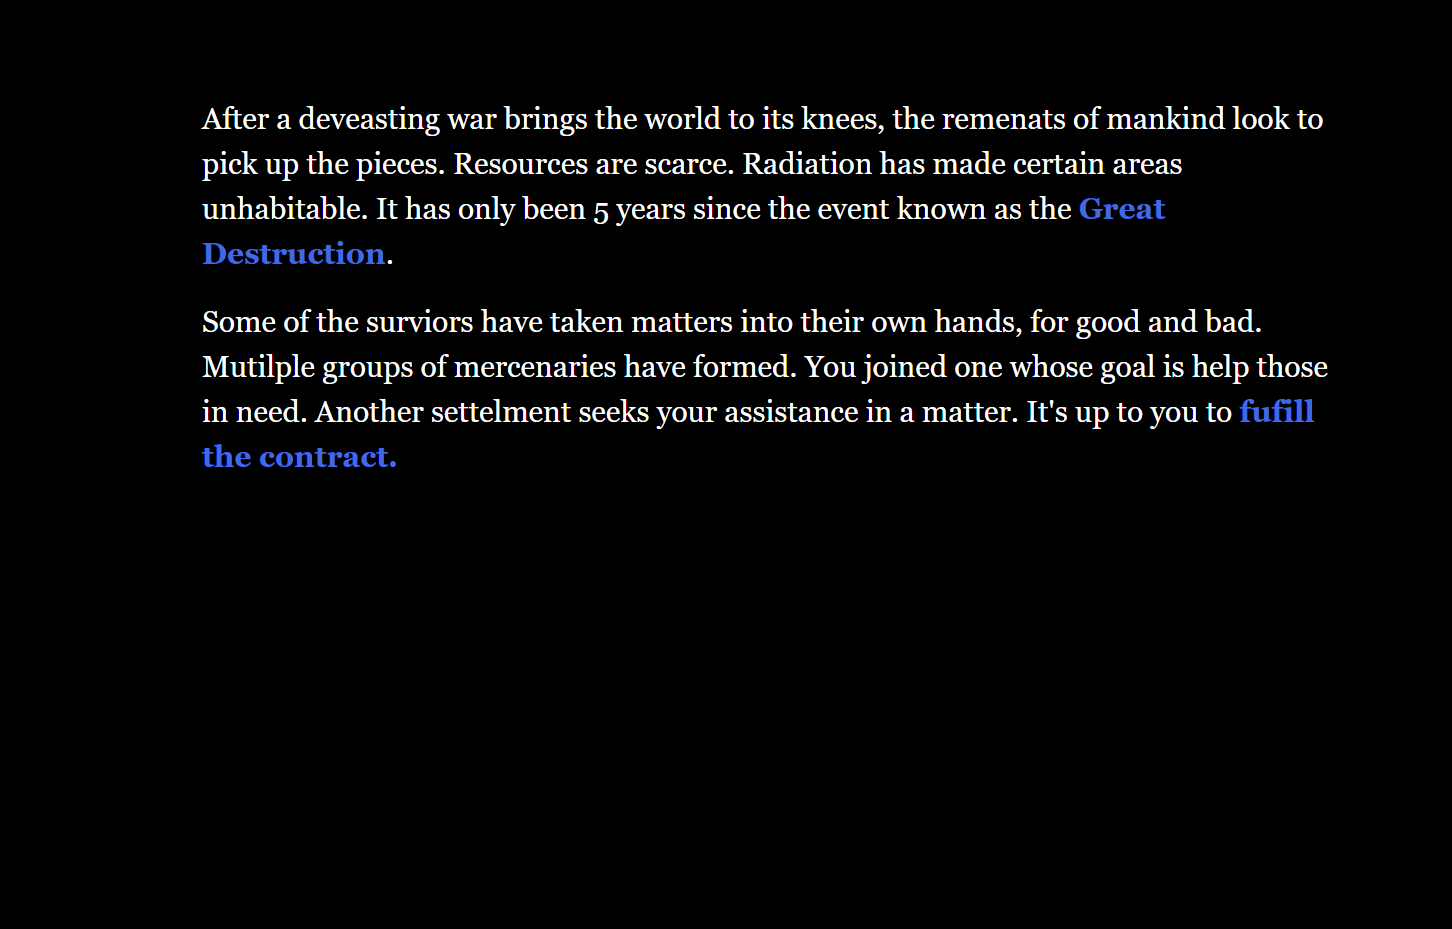 After a deveasting war brings the world to its knees, the remenats of mankind look to
pick up the pieces. Resources are scarce. Radiation has made certain areas
unhabitable. It has only been 5 years since the event known as the Great
Destruction.
Some of the surviors have taken matters into their own hands, for good and bad.
Mutilple groups of mercenaries have formed. You joined one whose goal is help those
in need. Another settelment seeks your assistance in a matter. It's up to you to fufill
the contract.